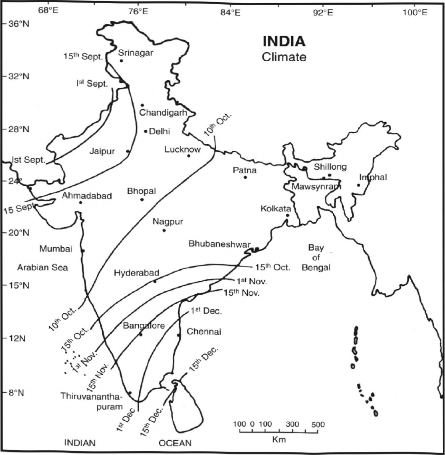 68°E 76°E 84°E 92°E 100°E
36°N
INDIA
Climate
15th Sept.
Srinagar
32°N
Ist Sept.
Chandigarh
28°N
Delhi
10th Oct.
Ist Sept.
Jaipur
Lucknow
Patna
Shillong
Imphal
Mawsynram
24°
15 Sept.
Ahmadabad
Bhopal
Kolkata
20°N
Nagpur
Mumbai
Bhubaneshwar
Bay
of
Bengal
Arabian Sea
Hyderabad
15th Oct.
1st Nov.
15th Nov.
15°N
10th Oct.
1st Dec.
15th Oct.
Bangalore
Chennai
12°N
1st Nov.
15th Nov.
15th Dec.
8°N
Thiruvanantha-
puram
1st Dec.
15th Dec.
INDIAN OCEAN
100 0 100 300 500
Km